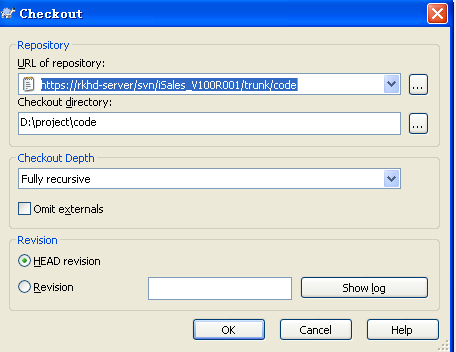 Checkout
Repository
URL of repository:
https://rkhd-server/svn/iSales_V100R001/trunk/code
...
Checkout directory:
D:\project\code
...
Checkout Depth
Fully recursive
Omit externals
Revision
HEAD revision
Revision
Show log
OK
Cancel
Help